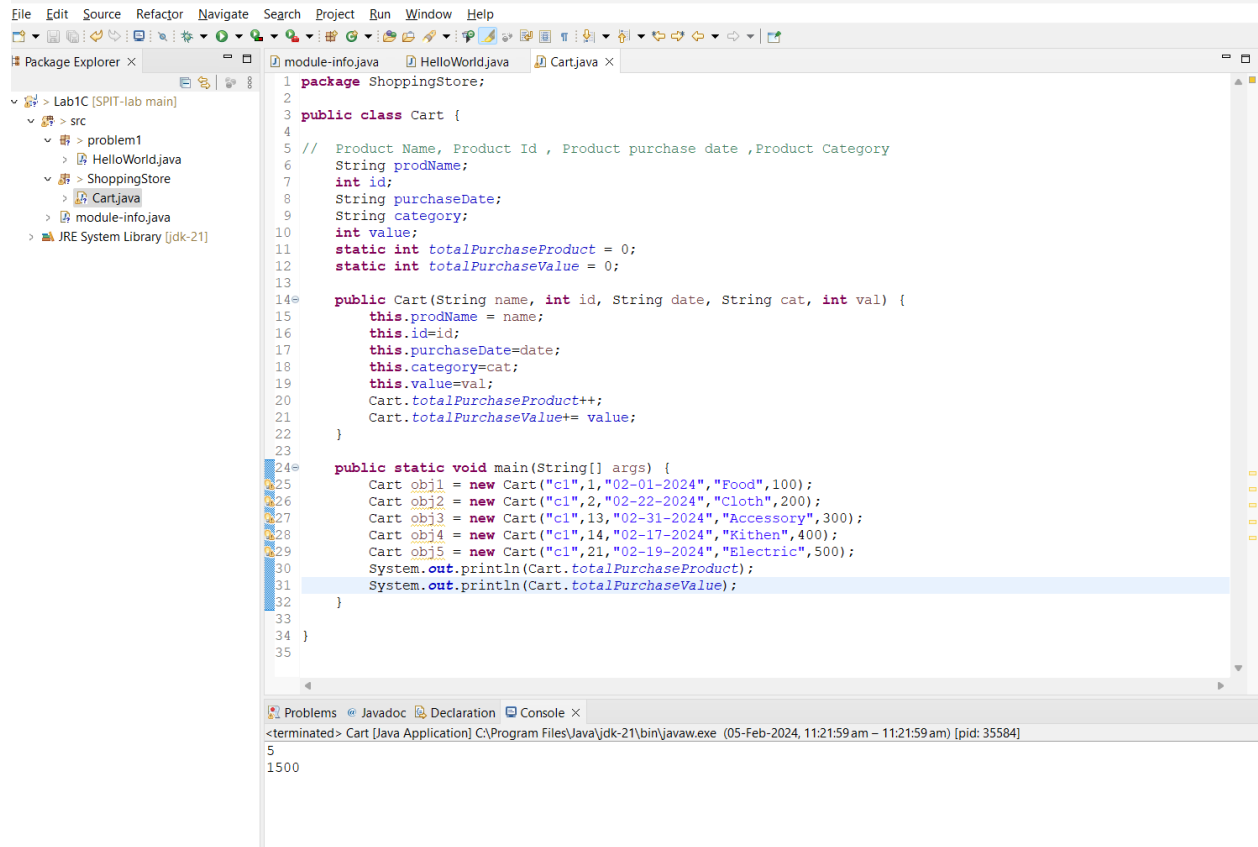 File Edit Source Refactor Navigate Search Project Run Window Help
Package Explorer
> Lab1C [SPIT-lab main]
> src
> problem1
HelloWorld.java
> ShoppingStore
Cart.java
module-info.java
JRE System Library [jdk-21]
module-info.java HelloWorld.java Cart.java
1 package ShoppingStore;
2
3 public class Cart {
4
5 // Product Name, Product Id , Product purchase date ,Product Category
6 String prodName;
7 int id;
8 String purchaseDate;
9 String category;
10 int value;
11 static int totalPurchaseProduct = 0;
12 static int totalPurchaseValue = 0;
13
14 public Cart(String name, int id, String date, String cat, int val) {
15 this.prodName = name;
16 this.id=id;
17 this.purchaseDate=date;
18 this.category=cat;
19 this.value=val;
20 Cart.totalPurchaseProduct++;
21 Cart.totalPurchaseValue+= value;
22 }
23
24 public static void main(String[] args) {
25 Cart obj1 = new Cart("c1",1,"02-01-2024","Food",100);
26 Cart obj2 = new Cart("c1",2,"02-22-2024","Cloth",200);
27 Cart obj3 = new Cart("c1",13,"02-31-2024","Accessory",300);
28 Cart obj4 = new Cart("c1",14,"02-17-2024","Kithen",400);
29 Cart obj5 = new Cart("c1",21,"02-19-2024","Electric",500);
30 System.out.println(Cart.totalPurchaseProduct);
31 System.out.println(Cart.totalPurchaseValue);
32 }
33
34 }
35
Problems Javadoc Declaration Console
<terminated> Cart [Java Application] C:\Program Files\Java\jdk-21\bin\javaw.exe (05-Feb-2024, 11:21:59 am – 11:21:59 am) [pid: 35584]
5
1500